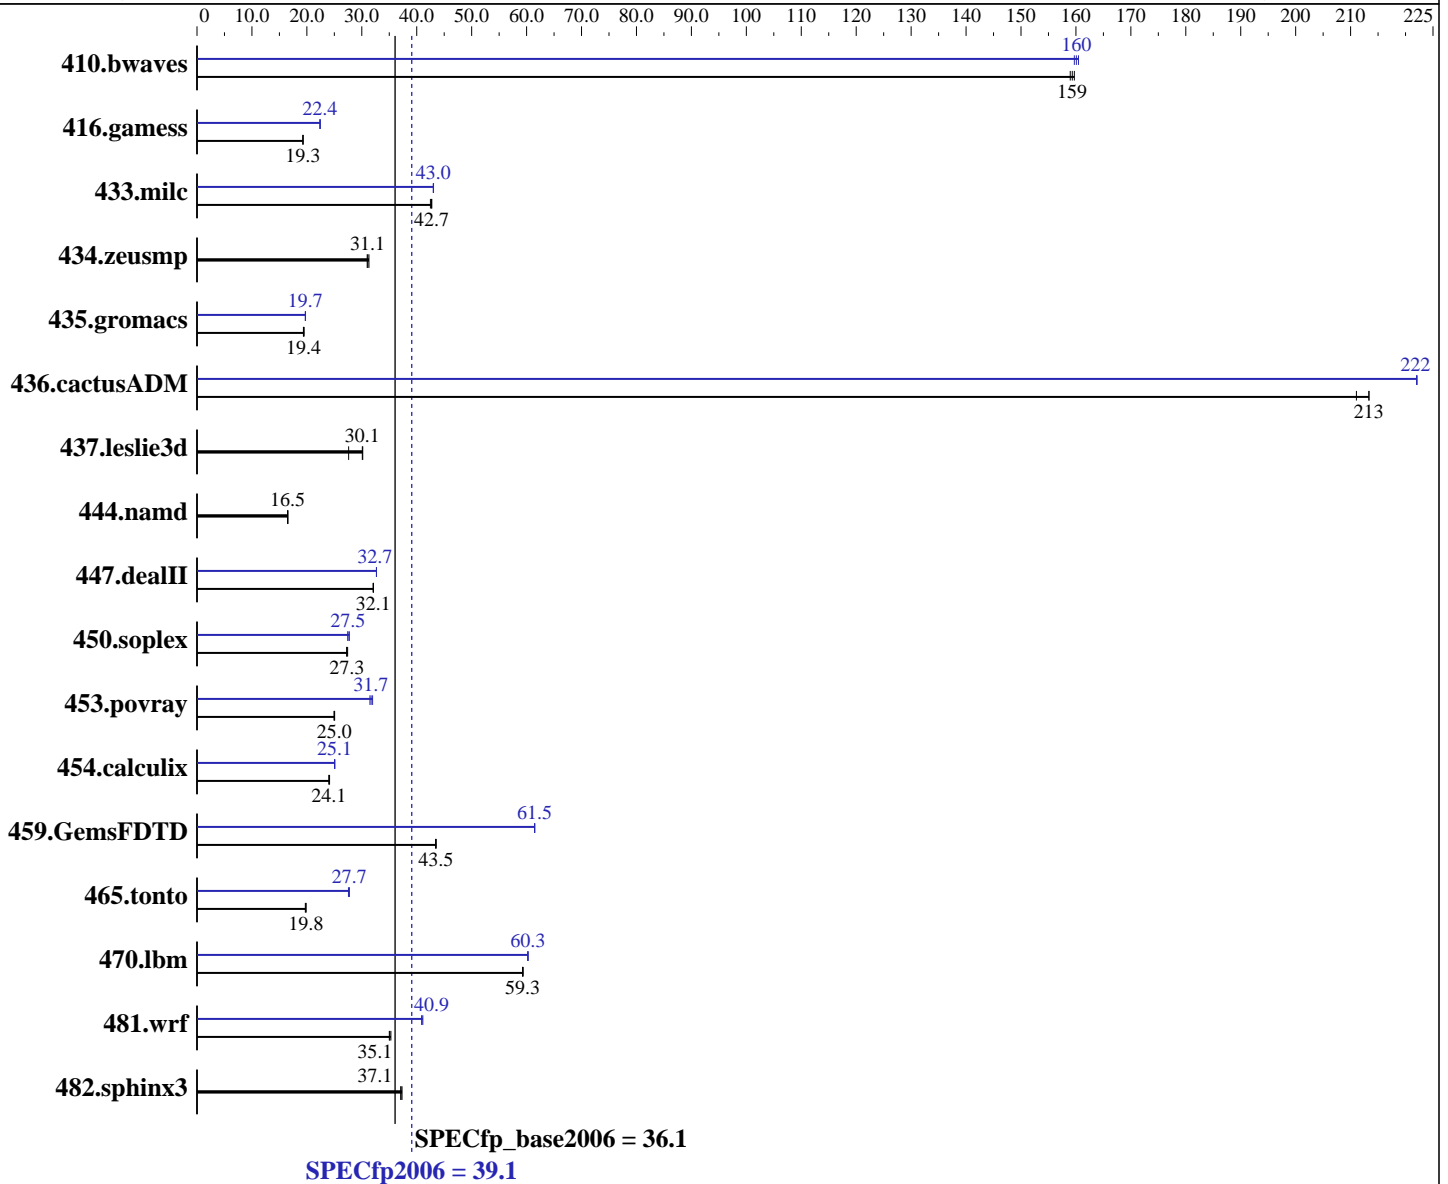 0 10.0 20.0 30.0 40.0 50.0 60.0 70.0 80.0 90.0 100 110 120 130 140 150 160 170 180 190 200 210 225
160
410.bwaves
159
22.4
416.gamess
19.3
43.0
433.milc
42.7
31.1
434.zeusmp
19.7
435.gromacs
19.4
222
436.cactusADM
213
30.1
437.leslie3d
16.5
444.namd
32.7
447.dealII
32.1
27.5
450.soplex
27.3
31.7
453.povray
25.0
25.1
454.calculix
24.1
61.5
459.GemsFDTD
43.5
27.7
465.tonto
19.8
60.3
470.lbm
59.3
40.9
481.wrf
35.1
37.1
482.sphinx3
SPECfp_base2006 = 36.1
SPECfp2006 = 39.1